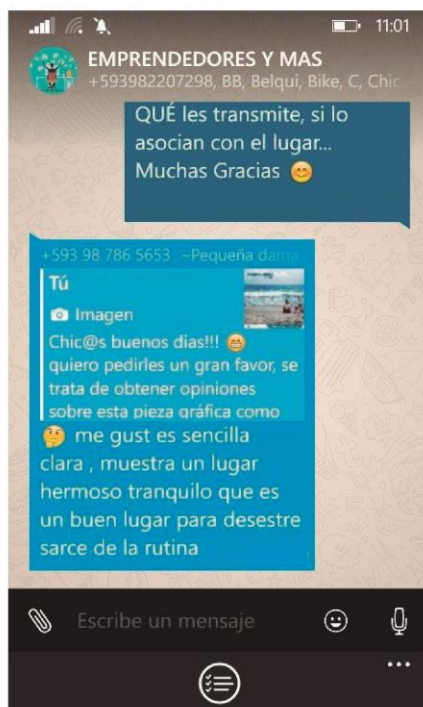 11:01
EMPRENDEDORES Y MAS
+593982207298, BB, Belqui, Bike, C, Chic.
QUÉ les transmite, si lo
asocian con el lugar...
Muchas Gracias 😊
+593 98 786 5653 ~Pequeña dama
Tú
Imagen
Chic@s buenos dias!!! 😁
quiero pedirles un gran favor, se
trata de obtener opiniones
sobre esta pieza gráfica como
🤔 me gust es sencilla
clara , muestra un lugar
hermoso tranquilo que es
un buen lugar para desestre
sarce de la rutina
Escribe un mensaje